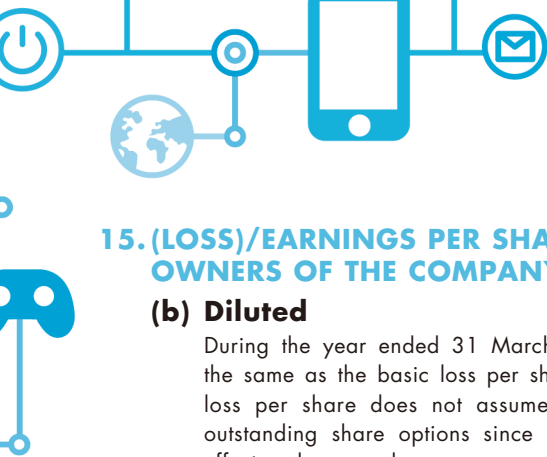 15. (LOSS)/EARNINGS PER SHA
OWNERS OF THE COMPANY
(b) Diluted
During the year ended 31 March
the same as the basic loss per sh
loss per share does not assume
outstanding share options since